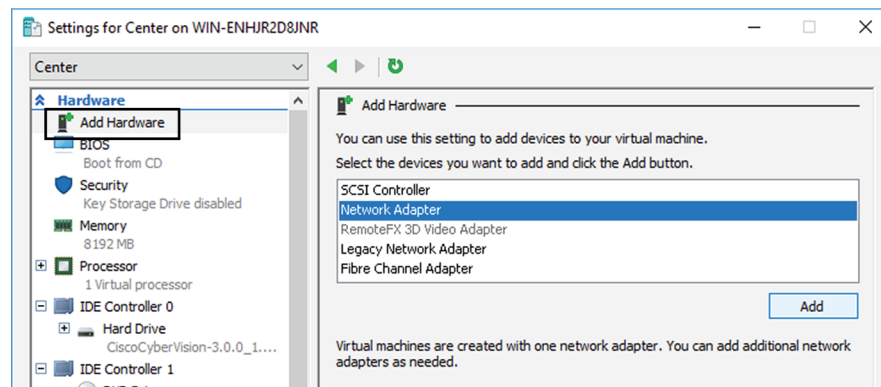 Settings for Center on WIN-ENHJR2D8JNR
Center
Hardware
Add Hardware
BIOS
Boot from CD
Security
Key Storage Drive disabled
Memory
8192 MB
Processor
1 Virtual processor
IDE Controller 0
Hard Drive
CiscoCyberVision-3.0.0_1....
IDE Controller 1
Add Hardware
You can use this setting to add devices to your virtual machine.
Select the devices you want to add and click the Add button.
SCSI Controller
Network Adapter
RemoteFX 3D Video Adapter
Legacy Network Adapter
Fibre Channel Adapter
Add
Virtual machines are created with one network adapter. You can add additional network
adapters as needed.